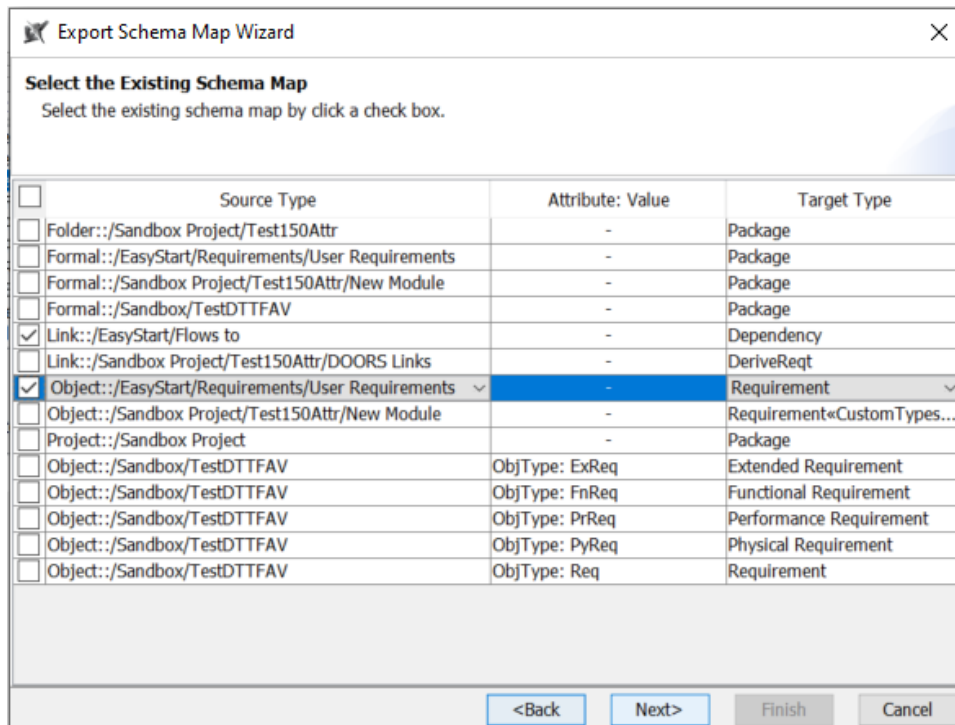 Export Schema Map Wizard
Select the Existing Schema Map
Select the existing schema map by click a check box.
Source Type Attribute: Value Target Type
Folder::/Sandbox Project/Test150Attr - Package
Formal::/EasyStart/Requirements/User Requirements - Package
Formal::/Sandbox Project/Test150Attr/New Module - Package
Formal::/Sandbox/TestDTTFAV - Package
Link::/EasyStart/Flows to - Dependency
Link::/Sandbox Project/Test150Attr/DOORS Links - DeriveReqt
Object::/EasyStart/Requirements/User Requirements - Requirement
Object::/Sandbox Project/Test150Attr/New Module - Requirement«CustomTypes...
Project::/Sandbox Project - Package
Object::/Sandbox/TestDTTFAV ObjType: ExReq Extended Requirement
Object::/Sandbox/TestDTTFAV ObjType: FnReq Functional Requirement
Object::/Sandbox/TestDTTFAV ObjType: PrReq Performance Requirement
Object::/Sandbox/TestDTTFAV ObjType: PyReq Physical Requirement
Object::/Sandbox/TestDTTFAV ObjType: Req Requirement
<Back Next> Finish Cancel